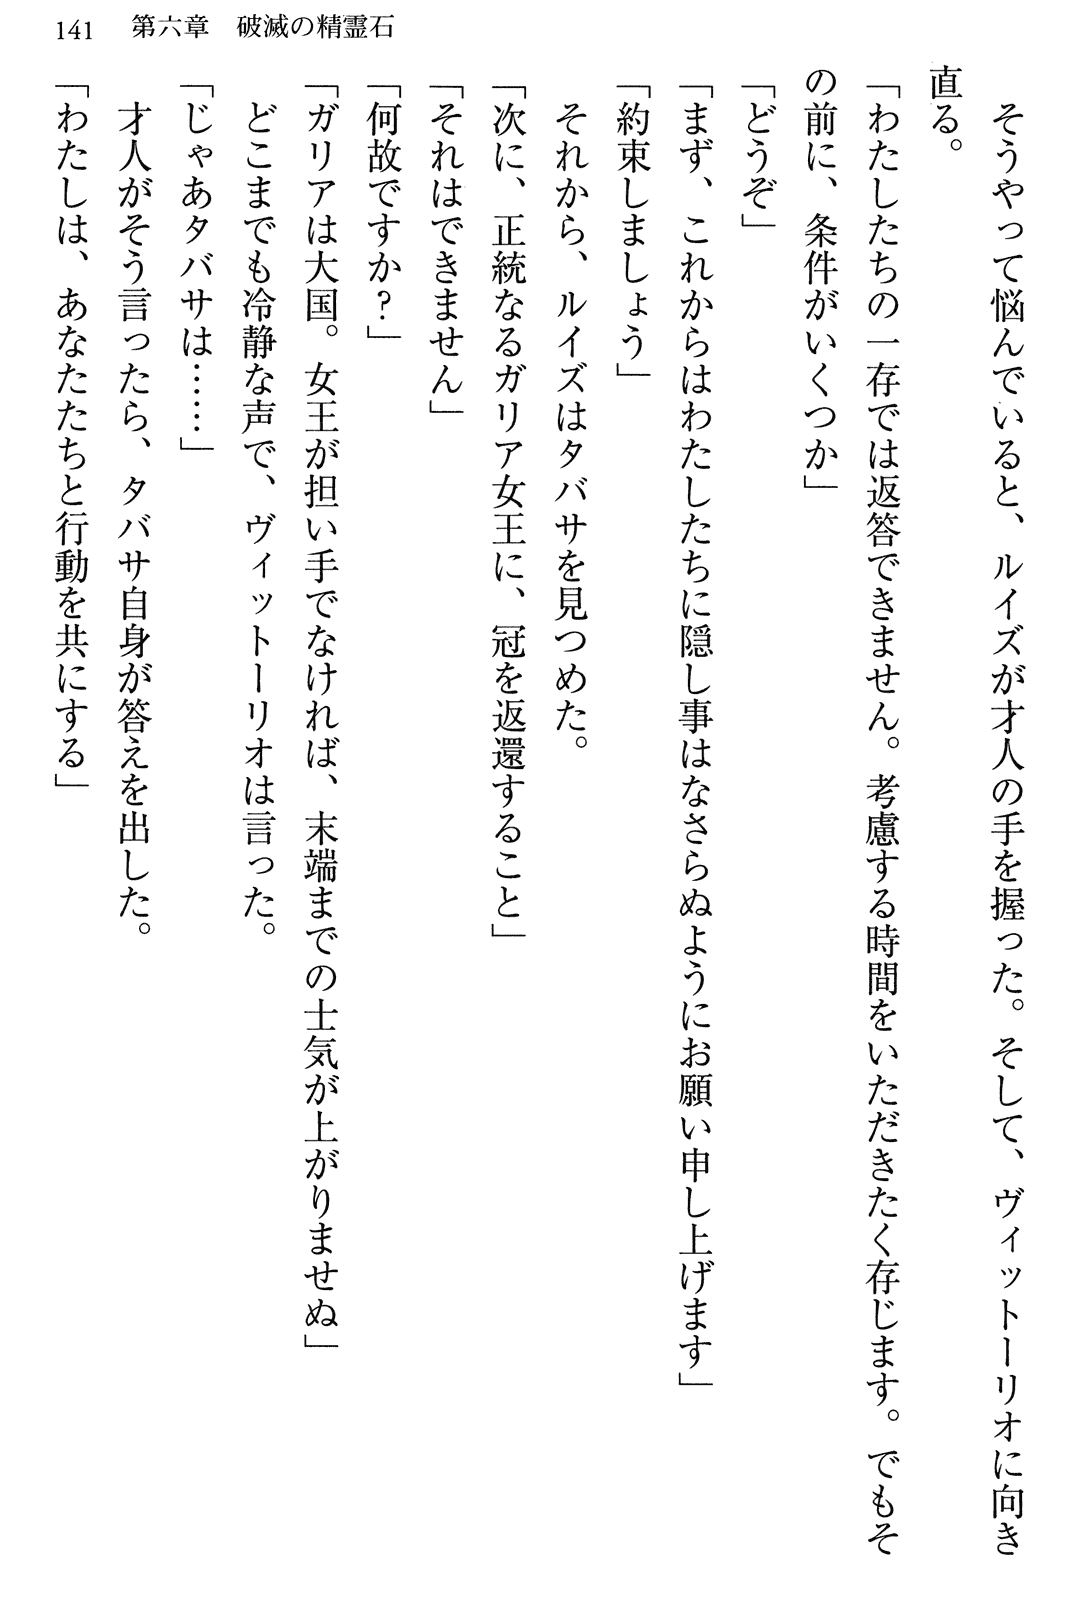 141　第六章　破滅の精霊石
　そうやって悩んでいると、ルイズが才人の手を握った。そして、ヴィットーリオに向き
直る。
「わたしたちの一存では返答できません。考慮する時間をいただきたく存じます。でもそ
の前に、条件がいくつか」
「どうぞ」
「まず、これからはわたしたちに隠し事はなさらぬようにお願い申し上げます」
「約束しましょう」
　それから、ルイズはタバサを見つめた。
「次に、正統なるガリア女王に、冠を返還すること」
「それはできません」
「何故ですか？」
「ガリアは大国。女王が担い手でなければ、末端までの士気が上がりませぬ」
　どこまでも冷静な声で、ヴィットーリオは言った。
「じゃあタバサは……」
　才人がそう言ったら、タバサ自身が答えを出した。
「わたしは、あなたたちと行動を共にする」